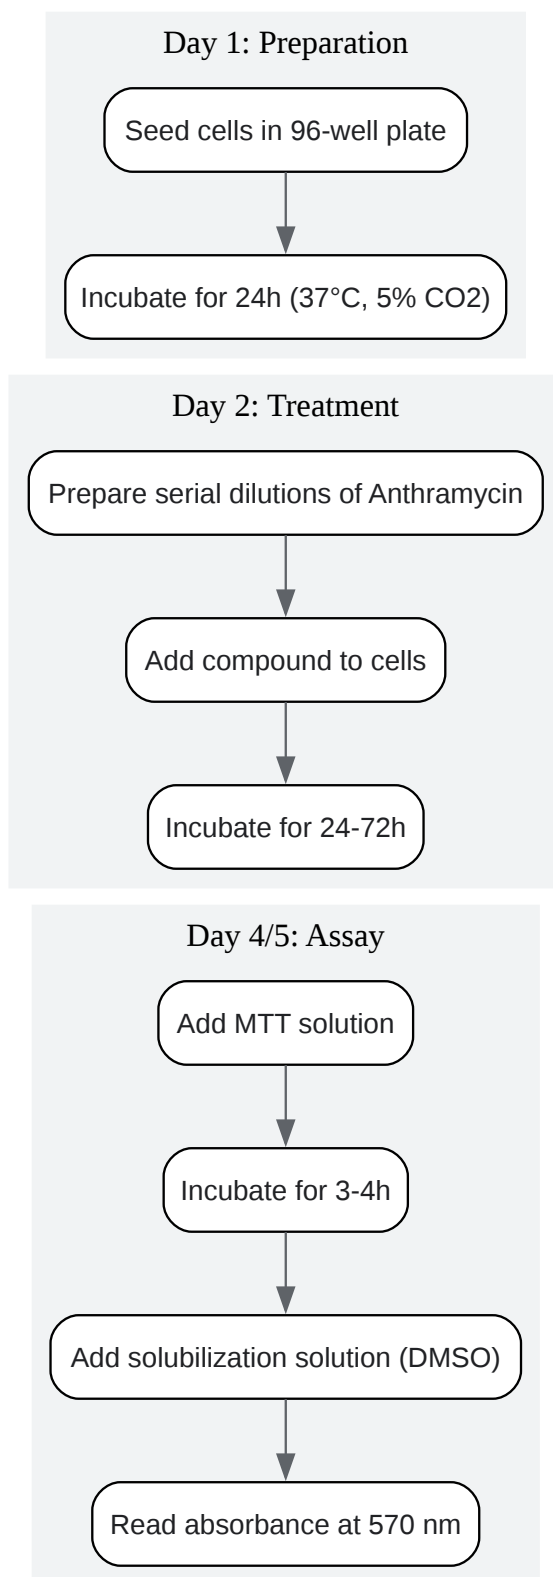 Day 1: Preparation
Seed cells in 96-well plate
Incubate for 24h (37°C, 5% CO2)
Day 2: Treatment
Prepare serial dilutions of Anthramycin
Add compound to cells
Incubate for 24-72h
Day 4/5: Assay
Add MTT solution
Incubate for 3-4h
Add solubilization solution (DMSO)
Read absorbance at 570 nm